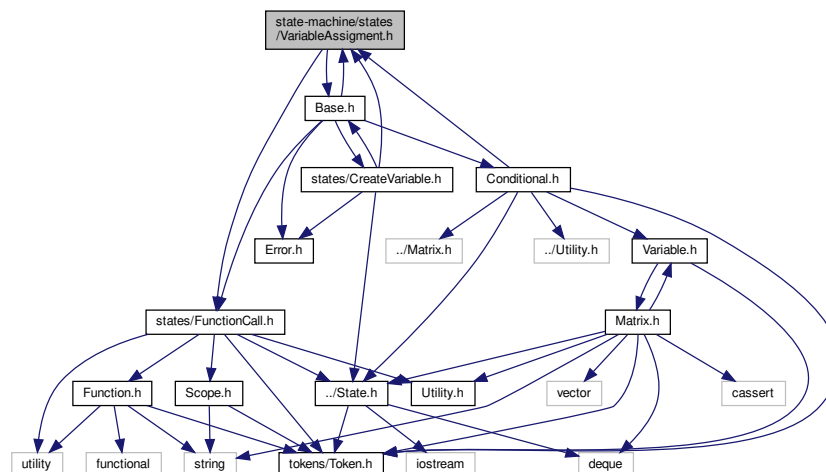 state-machine/states
/VariableAssigment.h
Base.h
states/CreateVariable.h
Conditional.h
Error.h
../Matrix.h
../Utility.h
Variable.h
states/FunctionCall.h
Matrix.h
Function.h
Scope.h
../State.h
Utility.h
vector
cassert
utility
functional
string
tokens/Token.h
iostream
deque